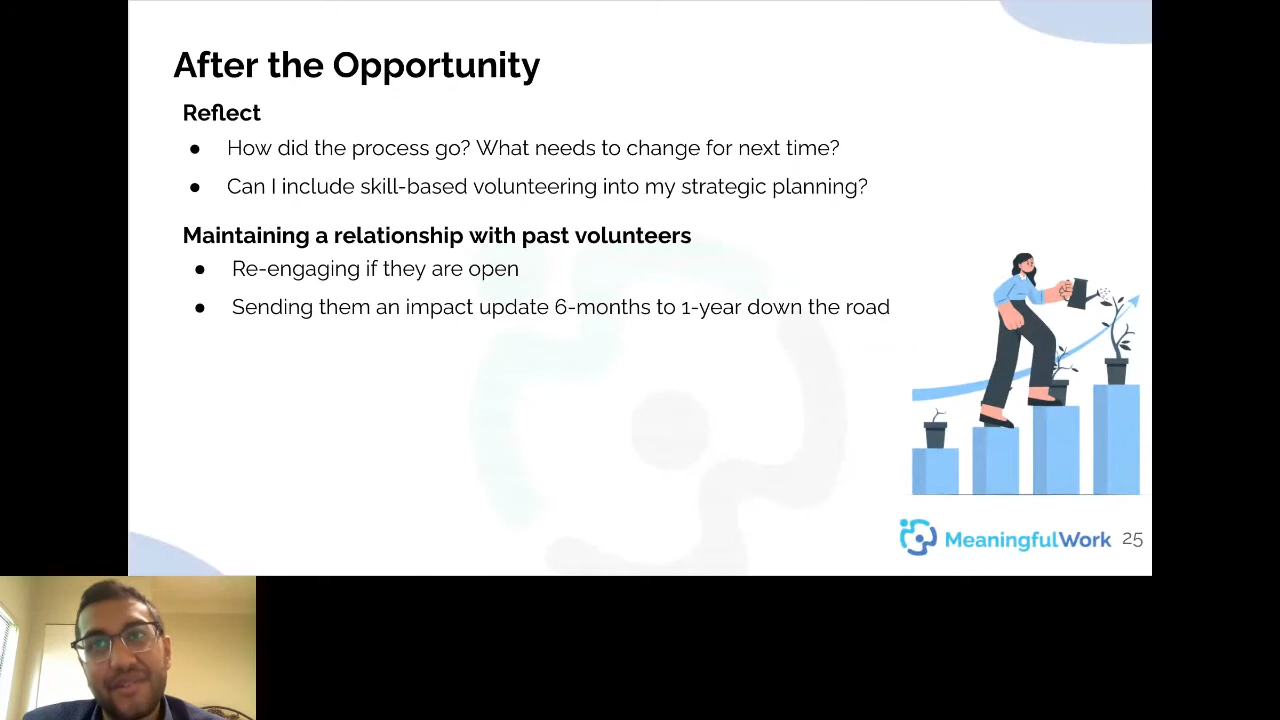 After the Opportunity
Reflect
● How did the process go? What needs to change for next time?
● Can I include skill-based volunteering into my strategic planning?
Maintaining a relationship with past volunteers
● Re-engaging if they are open
● Sending them an impact update 6-months to 1-year down the road
MeaningfulWork 25